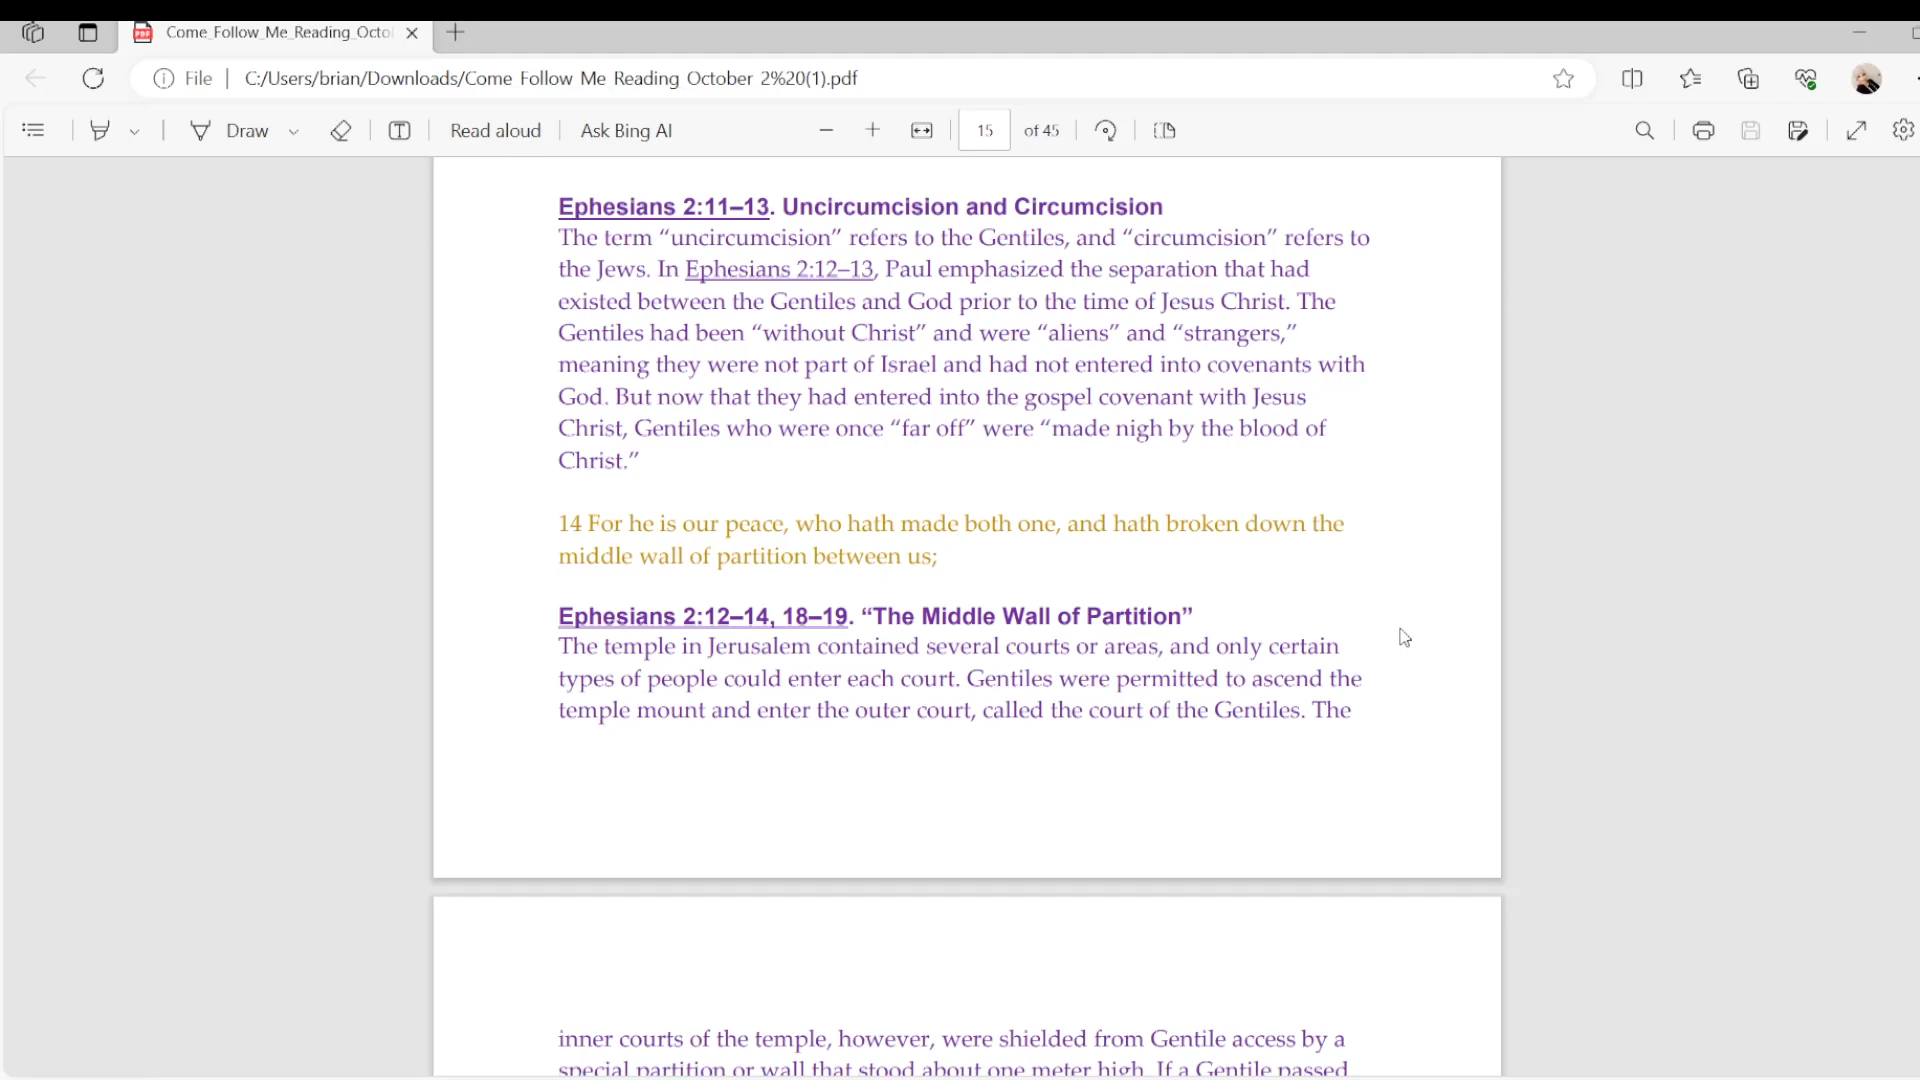 Come_Follow_Me_Reading_Octo
File
C:/Users/brian/Downloads/Come Follow Me Reading October 2%20(1).pdf
Draw
Read aloud
Ask Bing AI
15
of 45
Ephesians 2:11–13. Uncircumcision and Circumcision
The term “uncircumcision” refers to the Gentiles, and “circumcision” refers to
the Jews. In Ephesians 2:12–13, Paul emphasized the separation that had
existed between the Gentiles and God prior to the time of Jesus Christ. The
Gentiles had been “without Christ” and were “aliens” and “strangers,”
meaning they were not part of Israel and had not entered into covenants with
God. But now that they had entered into the gospel covenant with Jesus
Christ, Gentiles who were once “far off” were “made nigh by the blood of
Christ.”
14 For he is our peace, who hath made both one, and hath broken down the
middle wall of partition between us;
Ephesians 2:12–14, 18–19. “The Middle Wall of Partition”
The temple in Jerusalem contained several courts or areas, and only certain
types of people could enter each court. Gentiles were permitted to ascend the
temple mount and enter the outer court, called the court of the Gentiles. The
inner courts of the temple, however, were shielded from Gentile access by a
special partition or wall that stood about one meter high. If a Gentile passed